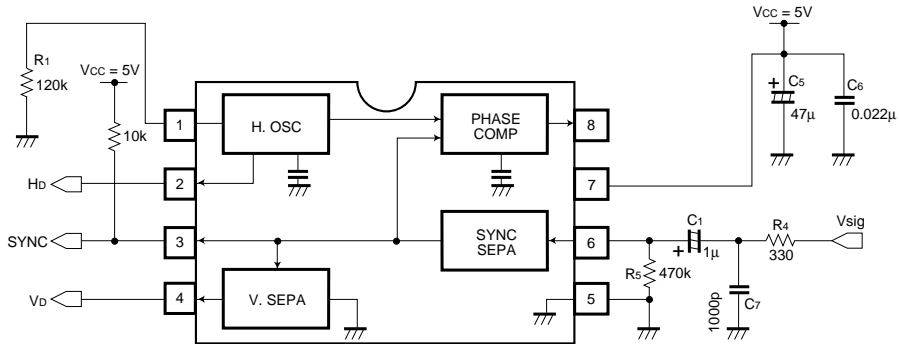 VCC = 5V
R1
120k
VCC = 5V
10k
C5
47μ
C6
0.022μ
1
H. OSC
PHASE
COMP
8
HD
2
7
SYNC
3
SYNC
SEPA
6
C1
1μ
R4
330
Vsig
R5
470k
C7
1000p
VD
4
V. SEPA
5